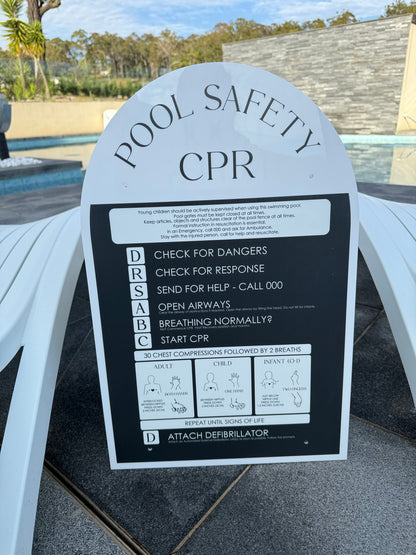 POOL SAFETY
CPR
Young children should be actively supervised when using this swimming pool.
Pool gates must be kept closed at all times.
Keep articles, objects and structures clear of the pool fence at all times.
Formal instruction in resuscitation is essential.
In an Emergency, call 000 and ask for Ambulance.
Stay with the injured person, call for help and resuscitate.
D CHECK FOR DANGERS
R CHECK FOR RESPONSE
S SEND FOR HELP - CALL 000
A OPEN AIRWAYS
B BREATHING NORMALLY?
C START CPR
30 CHEST COMPRESSIONS FOLLOWED BY 2 BREATHS
ADULT CHILD INFANT (0-1)
BOTH HANDS ONE HAND TWO FINGERS
REPEAT UNTIL SIGNS OF LIFE
D ATTACH DEFIBRILLATOR